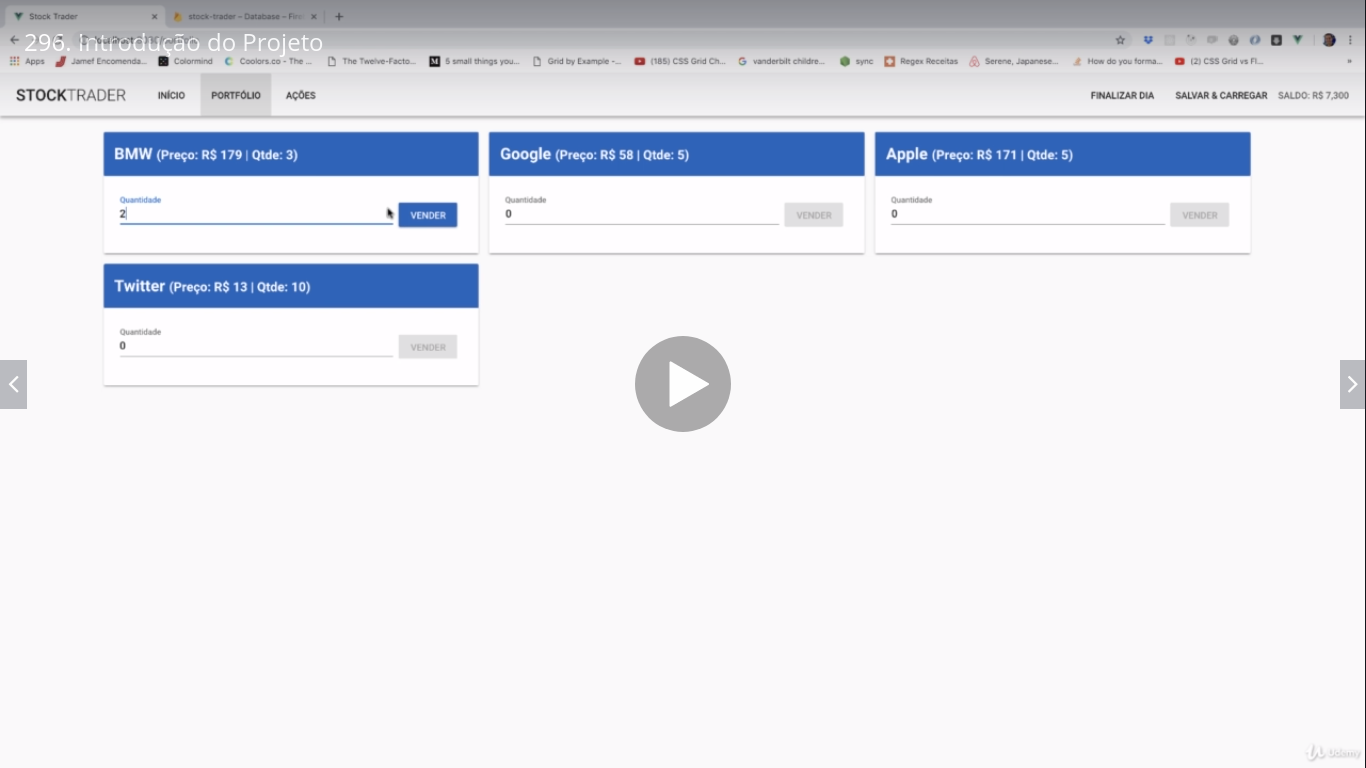 Stock Trader
stock-trader – Database – Fire
296. Introdução do Projeto
Apps
Jamef Encomenda...
Colormind
Coolors.co - The ...
The Twelve-Facto...
5 small things you...
Grid by Example -...
(185) CSS Grid Ch...
vanderbilt childre...
sync
Regex Receitas
Serene, Japanese...
How do you forma...
(2) CSS Grid vs Fl...
»
STOCKTRADER
INÍCIO
PORTFÓLIO
AÇÕES
FINALIZAR DIA
SALVAR & CARREGAR
SALDO: R$ 7,300
BMW (Preço: R$ 179 | Qtde: 3)
Quantidade
2
VENDER
Google (Preço: R$ 58 | Qtde: 5)
Quantidade
0
VENDER
Apple (Preço: R$ 171 | Qtde: 5)
Quantidade
0
VENDER
Twitter (Preço: R$ 13 | Qtde: 10)
Quantidade
0
VENDER
Udemy